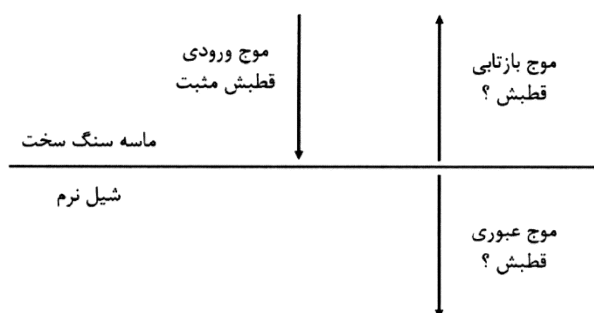 موج ورودی
قطبش مثبت
موج بازتابی
قطبش ؟
ماسه سنگ سخت
شیل نرم
موج عبوری
قطبش ؟